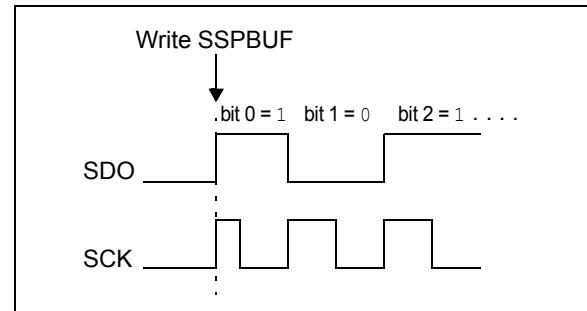 Write SSPBUF
bit 0 = 1 bit 1 = 0 bit 2 = 1 . . . .
SDO
SCK